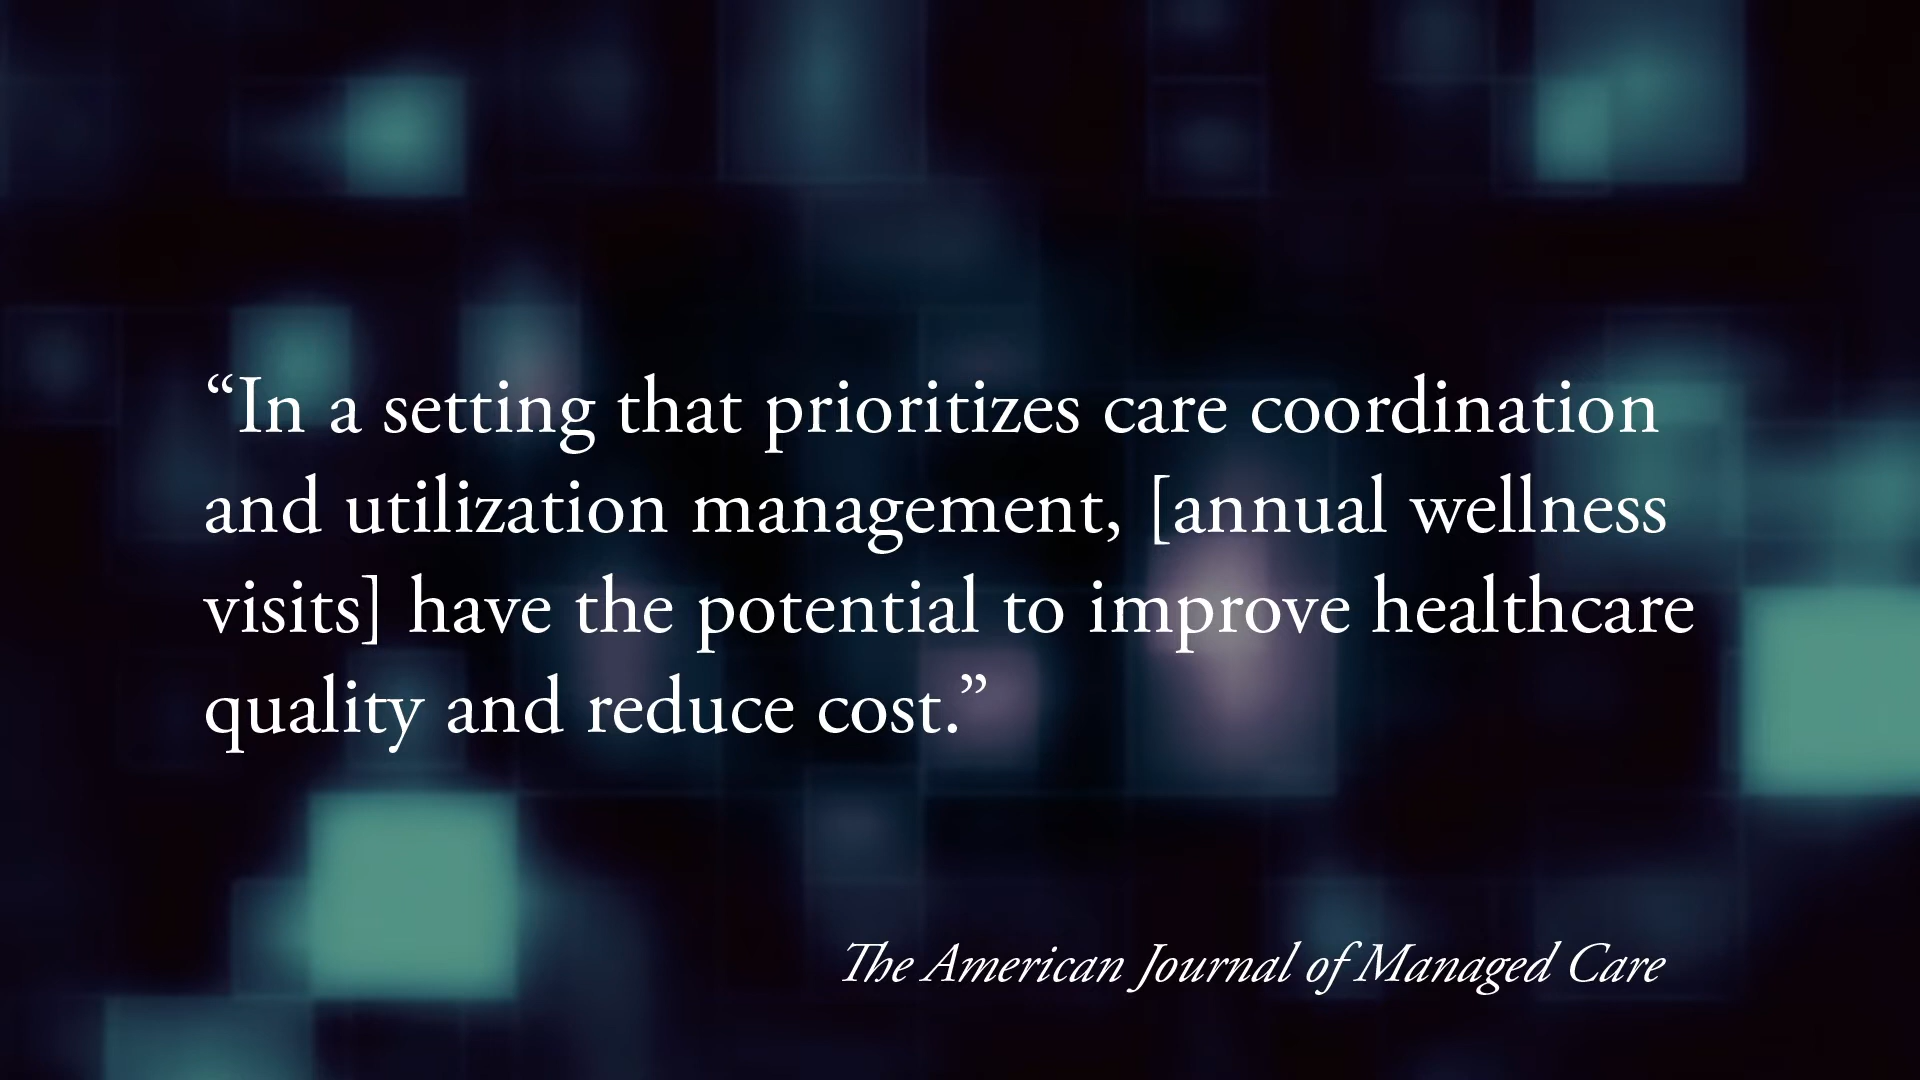 “In a setting that prioritizes care coordination
and utilization management, [annual wellness
visits] have the potential to improve healthcare
quality and reduce cost.”
The American Journal of Managed Care